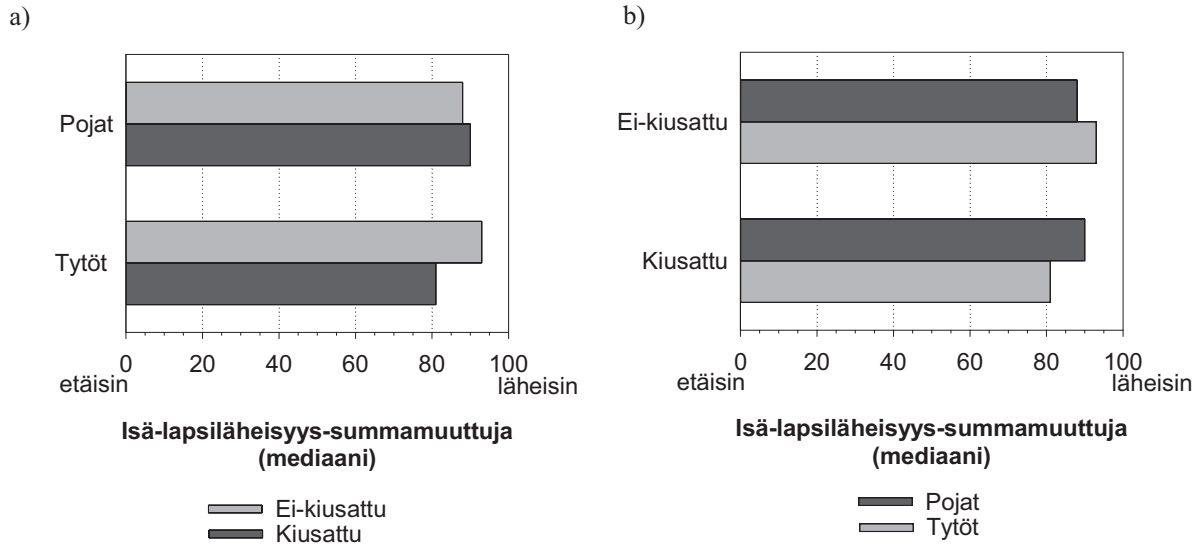 a)
Pojat
Tytöt
0 20 40 60 80 100
etäisin läheisin
Isä-lapsiläheisyys-summamuuttuja
(mediaani)
Ei-kiusattu
Kiusattu
b)
Ei-kiusattu
Kiusattu
0 20 40 60 80 100
etäisin läheisin
Isä-lapsiläheisyys-summamuuttuja
(mediaani)
Pojat
Tytöt